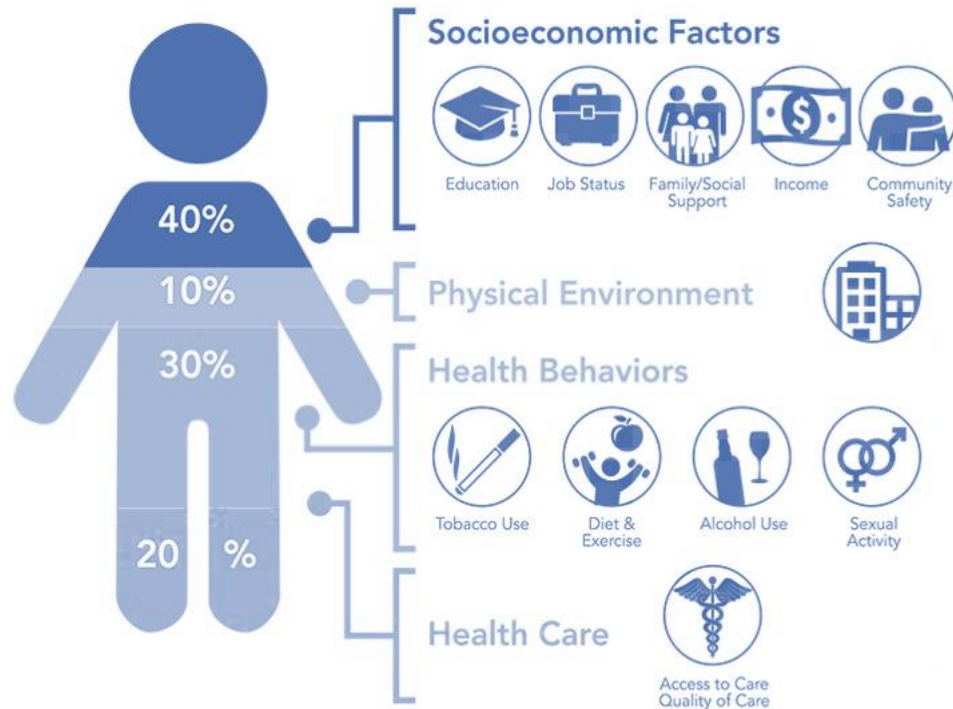 Socioeconomic Factors
Education
Job Status
Family/Social
Support
$
Income
Community
Safety
40%
10%
Physical Environment
30%
Health Behaviors
Tobacco Use
Diet &
Exercise
Alcohol Use
Sexual
Activity
20 %
Health Care
Access to Care
Quality of Care